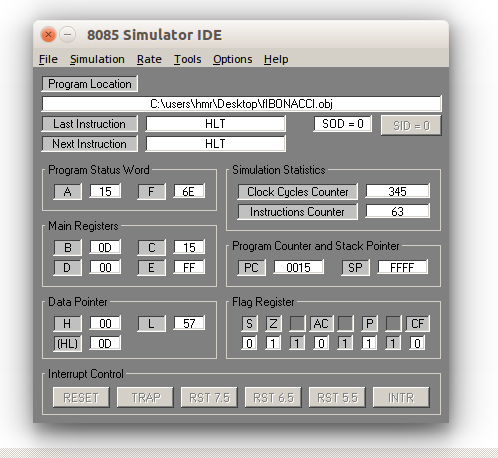 8085 Simulator IDE
File Simulation Rate Tools Options Help
Program Location
C:\users\hmr\Desktop\fIBONACCI.obj
Last Instruction HLT SOD = 0 SID = 0
Next Instruction HLT
Program Status Word Simulation Statistics
A 15 F 6E Clock Cycles Counter 345
Instructions Counter 63
Main Registers
B 0D C 15 Program Counter and Stack Pointer
D 00 E FF PC 0015 SP FFFF
Data Pointer Flag Register
H 00 L 57 S Z AC P CF
(HL) 0D 0 1 1 0 1 1 1 0
Interrupt Control
RESET TRAP RST 7.5 RST 6.5 RST 5.5 INTR